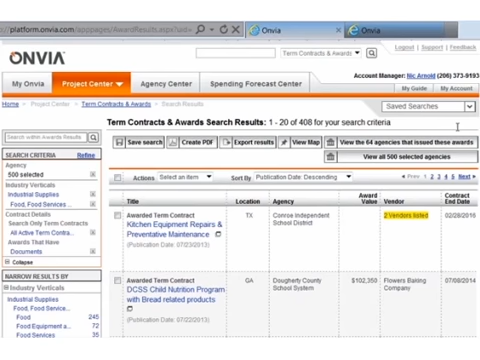 //platform.onvia.com/app/pages/AwardResults.aspx?uid=
Onvia
Onvia
ONVIA
Term Contracts & Awards
Logout | Support | Feedback
Account Manager: Nic Arnold (206) 373-9193
My Onvia
Project Center
Agency Center
Spending Forecast Center
My Guide
My Account
Home > Project Center > Term Contracts & Awards > Search Results
Saved Searches
Term Contracts & Awards Search Results: 1 - 20 of 408 for your search criteria
Search within Awards Results
Save search
Create PDF
Export results
View Map
View the 64 agencies that issued these awards
View all 500 selected agencies
SEARCH CRITERIA Refine
Agency
500 selected
Industry Verticals
Industrial Supplies
Food, Food Services ...
Contract Details
Search Only Term Contracts
All Active Term Contra...
Awards That Have
Documents
Collapse
NARROW RESULTS BY
Industry Verticals
Industrial Supplies
Food, Food Services...
Food 245
Food Equipment a... 72
Food Services 35
Actions Select an item
Sort By Publication Date: Descending
Prev 1 2 3 4 5 Next
Title Location Agency Award Value Vendor Contract End Date
Awarded Term Contract
Kitchen Equipment Repairs & Preventative Maintenance
(Publication Date: 07/23/2013)
TX
Conroe Independent School District
2 Vendors listed
02/28/2016
Awarded Term Contract
DCSS Child Nutrition Program with Bread related products
(Publication Date: 07/22/2013)
GA
Dougherty County School System
$102,350
Flowers Baking Company
07/09/2014